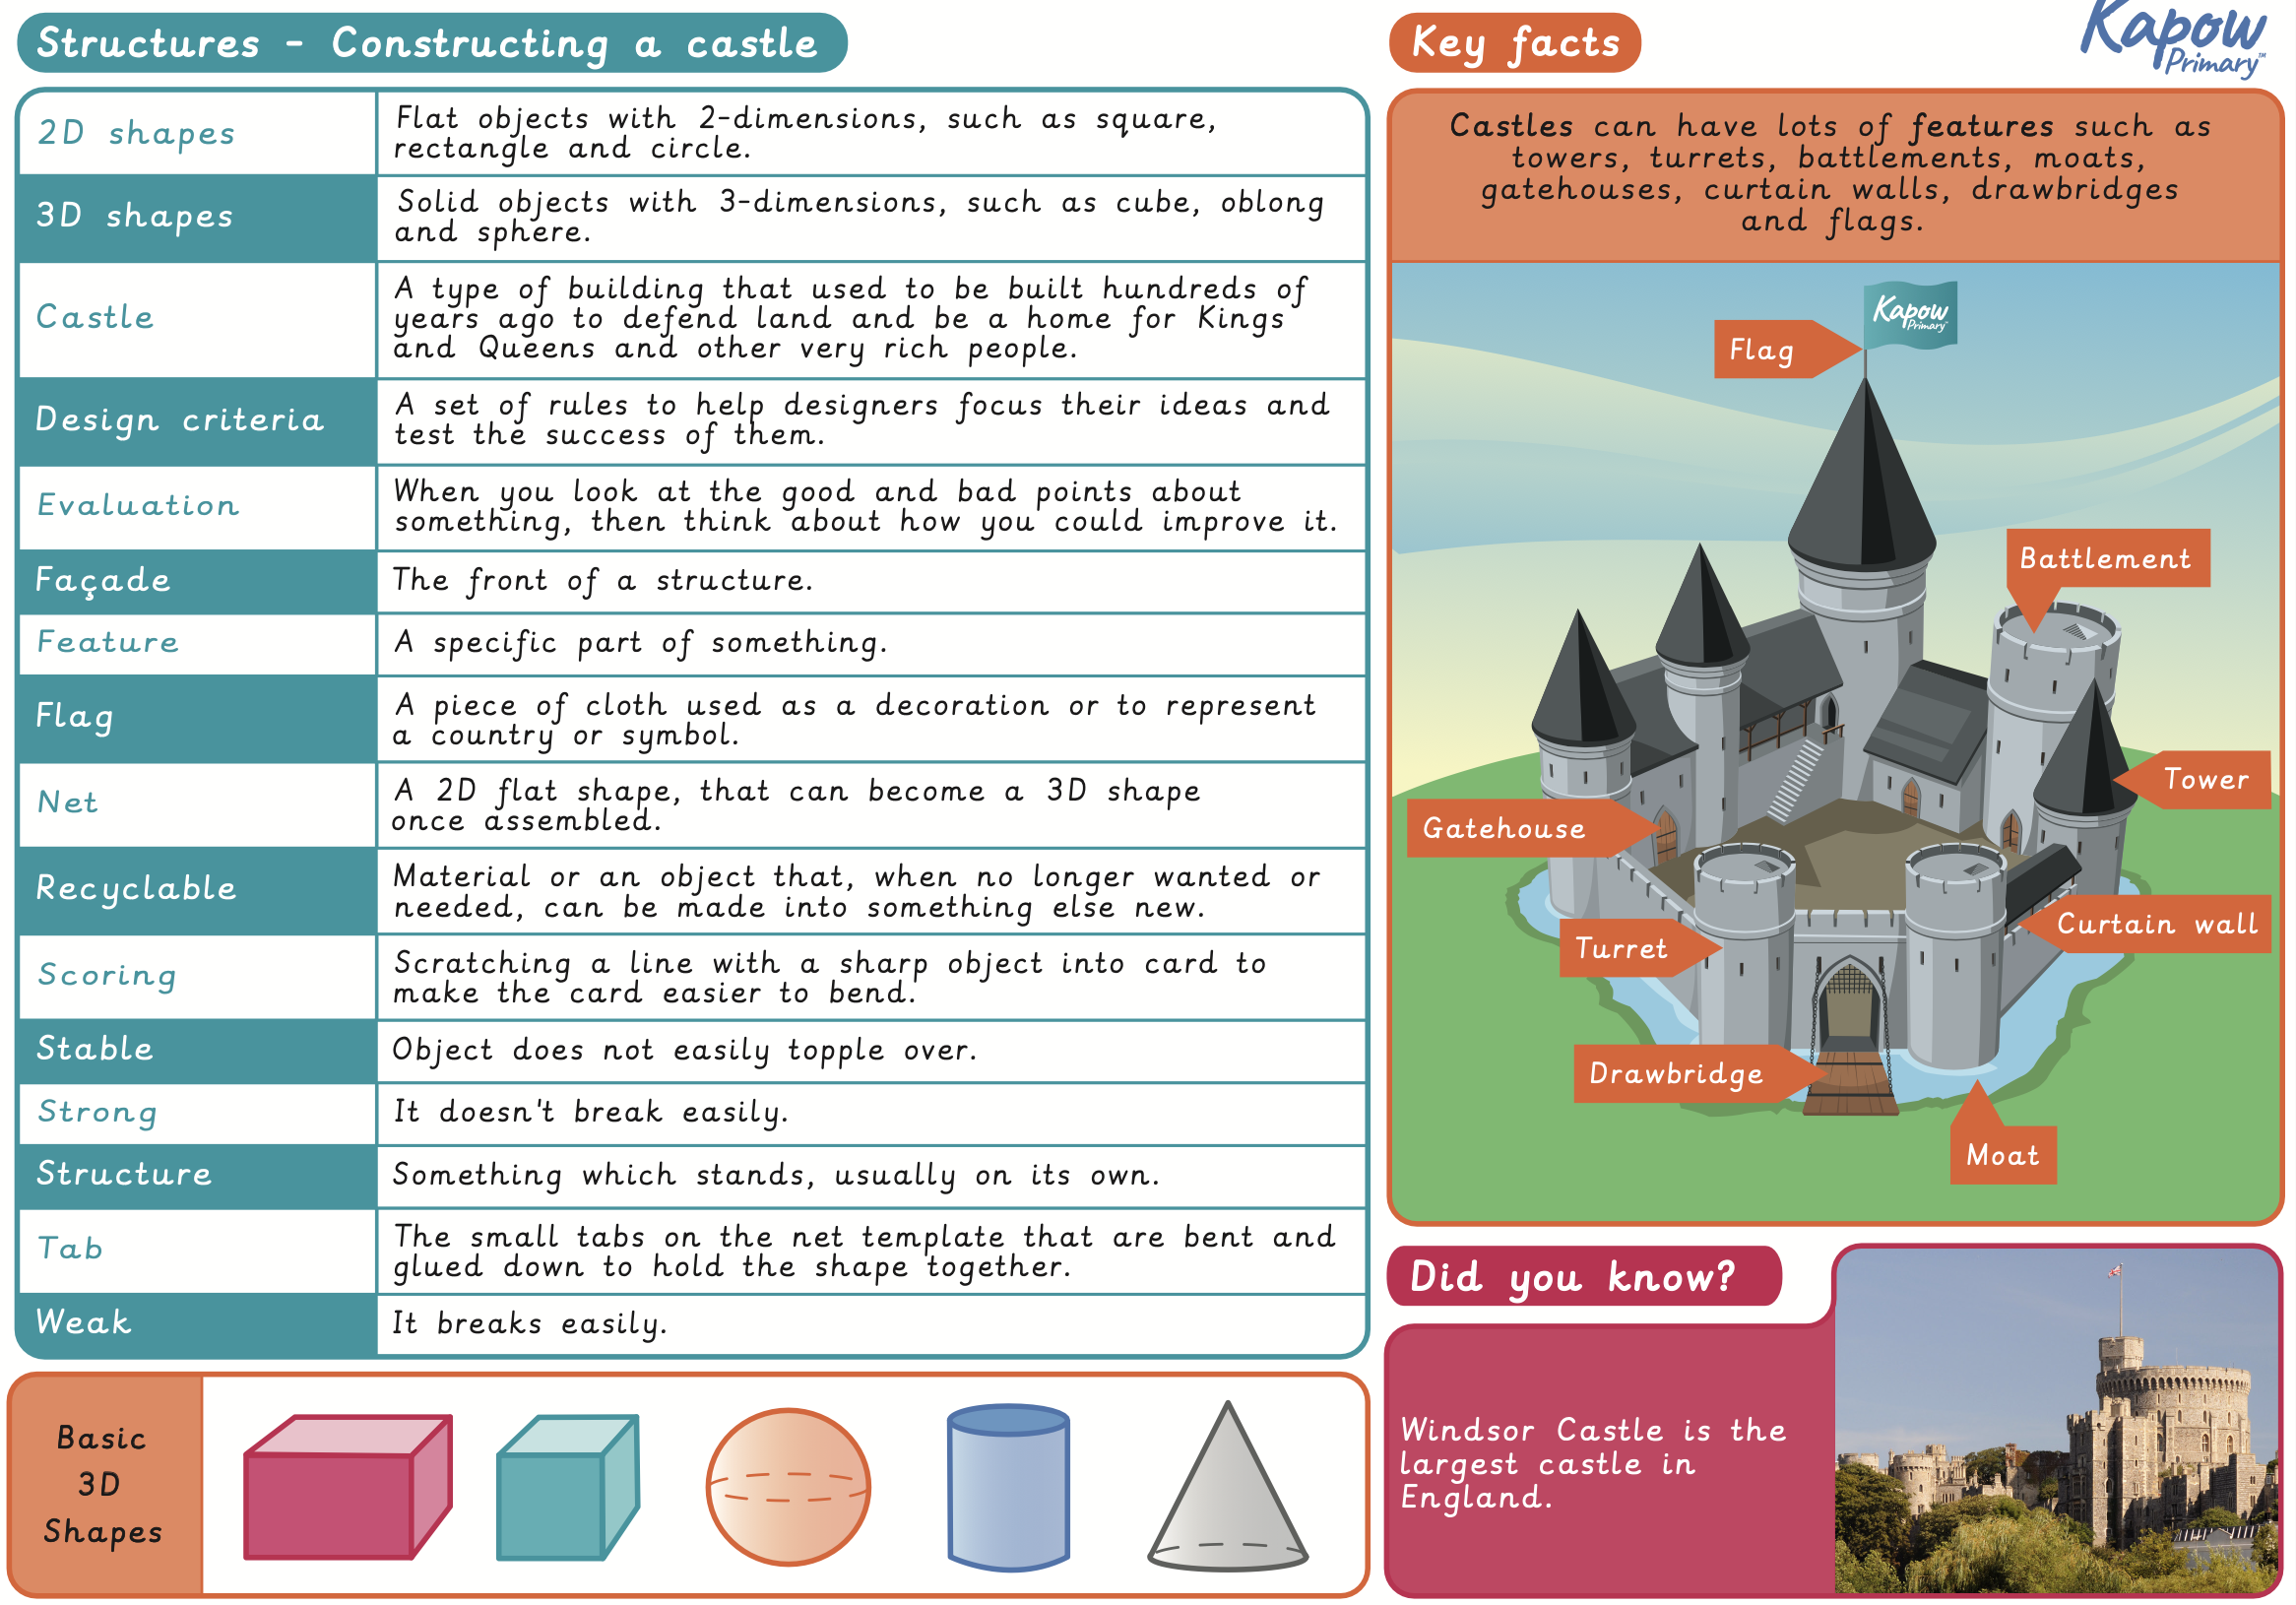 Structures - Constructing a castle
2D shapes
Flat objects with 2-dimensions, such as square,
rectangle and circle.
3D shapes
Solid objects with 3-dimensions, such as cube, oblong
and sphere.
Castle
A type of building that used to be built hundreds of
years ago to defend land and be a home for Kings
and Queens and other very rich people.
Design criteria
A set of rules to help designers focus their ideas and
test the success of them.
Evaluation
When you look at the good and bad points about
something, then think about how you could improve it.
Façade
The front of a structure.
Feature
A specific part of something.
Flag
A piece of cloth used as a decoration or to represent
a country or symbol.
Net
A 2D flat shape, that can become a 3D shape
once assembled.
Recyclable
Material or an object that, when no longer wanted or
needed, can be made into something else new.
Scoring
Scratching a line with a sharp object into card to
make the card easier to bend.
Stable
Object does not easily topple over.
Strong
It doesn't break easily.
Structure
Something which stands, usually on its own.
Tab
The small tabs on the net template that are bent and
glued down to hold the shape together.
Weak
It breaks easily.
Basic
3D
Shapes
Key facts
Kapow
Primary™
Castles can have lots of features such as
towers, turrets, battlements, moats,
gatehouses, curtain walls, drawbridges
and flags.
Kapow
Primary
Flag
Battlement
Tower
Gatehouse
Curtain wall
Turret
Drawbridge
Moat
Did you know?
Windsor Castle is the
largest castle in
England.